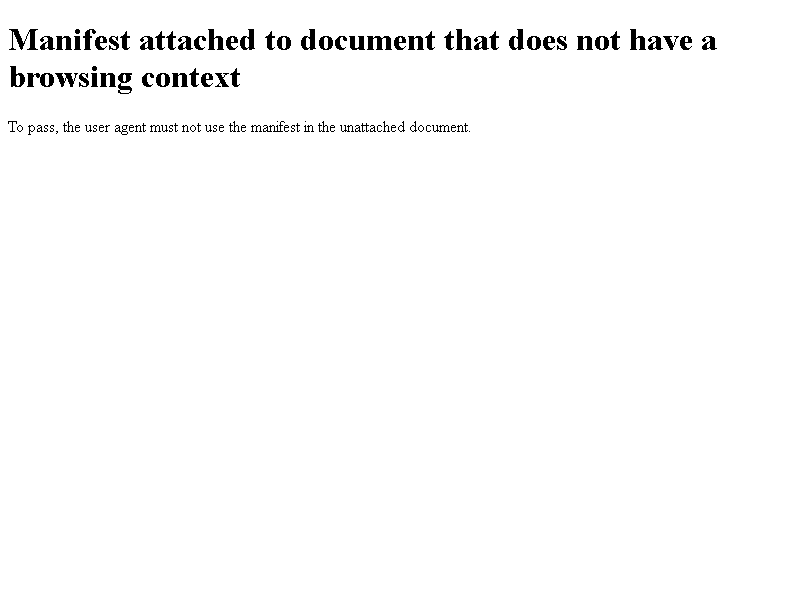 Manifest attached to document that does not have a
browsing context
To pass, the user agent must not use the manifest in the unattached document.